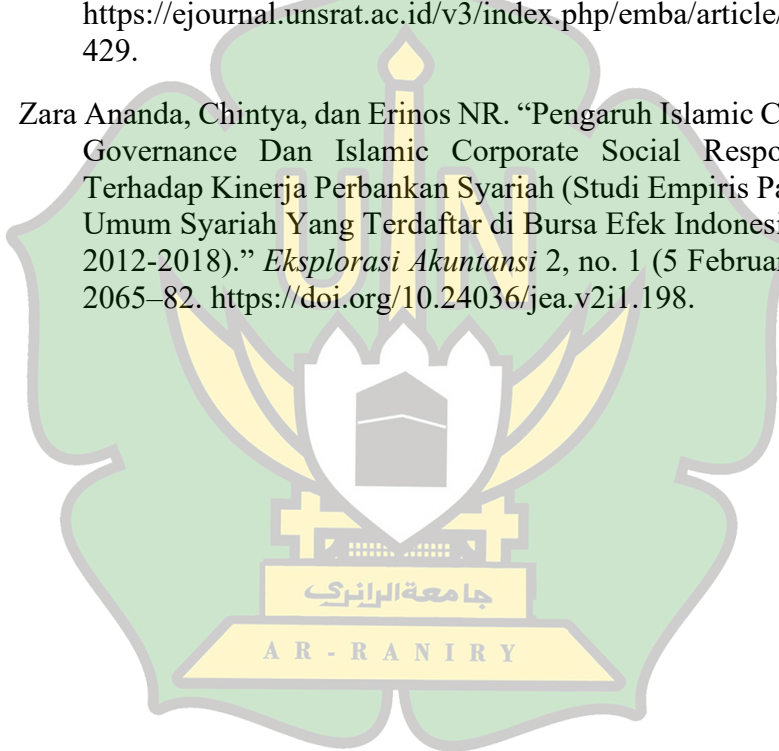 https://ejournal.unsrat.ac.id/v3/index.php/emba/article/
429.
Zara Ananda, Chintya, dan Erinos NR. “Pengaruh Islamic C
Governance Dan Islamic Corporate Social Respo
Terhadap Kinerja Perbankan Syariah (Studi Empiris Pa
Umum Syariah Yang Terdaftar di Bursa Efek Indonesi
2012-2018).” Eksplorasi Akuntansi 2, no. 1 (5 Februa
2065–82. https://doi.org/10.24036/jea.v2i1.198.
UIN
جامعةالرانري
AR-RANIRY